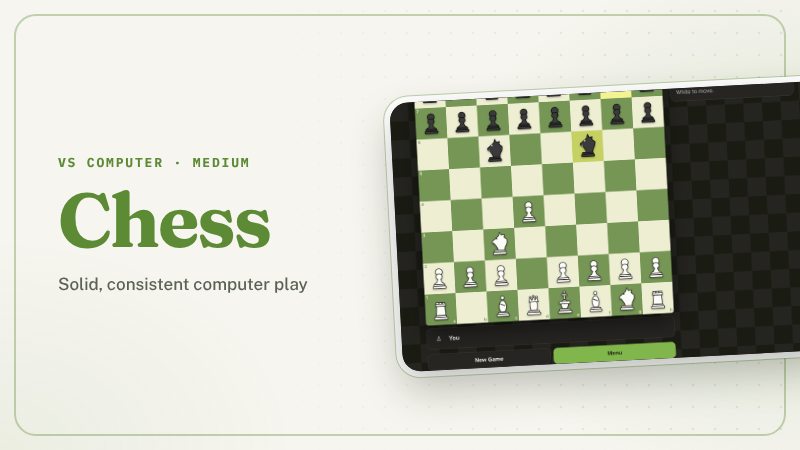 VS COMPUTER · MEDIUM
Chess
Solid, consistent computer play
White to move.
You
New Game
Menu